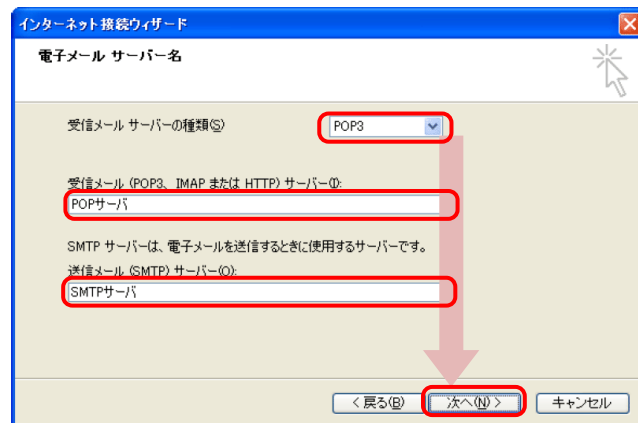 インターネット接続ウィザード
電子メール サーバー名
受信メール サーバーの種類(S)
POP3
受信メール (POP3、IMAP または HTTP) サーバー(I):
POPサーバ
SMTP サーバーは、電子メールを送信するときに使用するサーバーです。
送信メール (SMTP) サーバー(O):
SMTPサーバ
< 戻る(B)
次へ(N) >
キャンセル